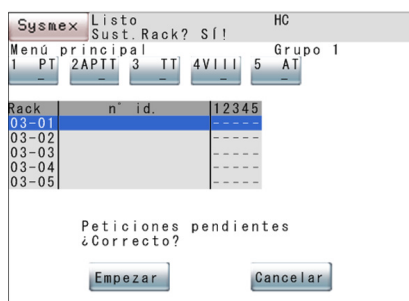 Sysmex Listo HC
Sust. Rack? SÍ!
Menú principal Grupo 1
1 PT 2APTT 3 TT 4VIII 5 AT
_ _ _ _ _
Rack n° id. 12345
03-01 -----
03-02 -----
03-03 -----
03-04 -----
03-05 -----
Peticiones pendientes
¿Correcto?
Empezar Cancelar